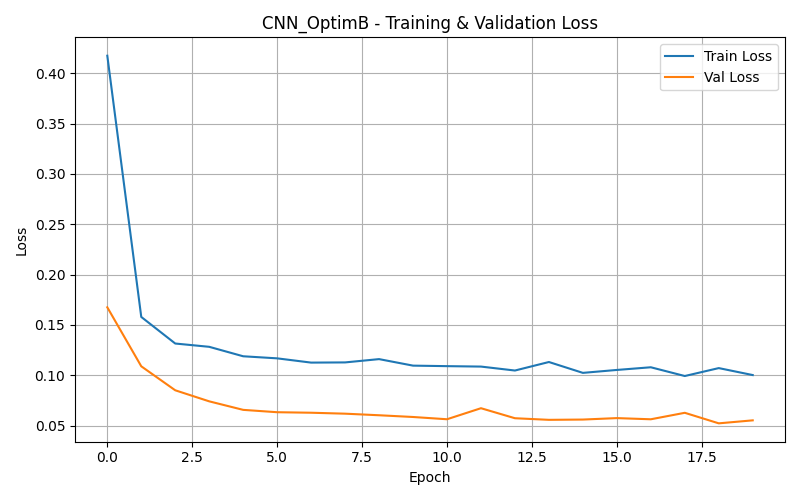 CNN_OptimB - Training & Validation Loss
Train Loss
Val Loss
0.40
0.35
0.30
0.25
0.20
0.15
0.10
0.05
Loss
0.0 2.5 5.0 7.5 10.0 12.5 15.0 17.5
Epoch